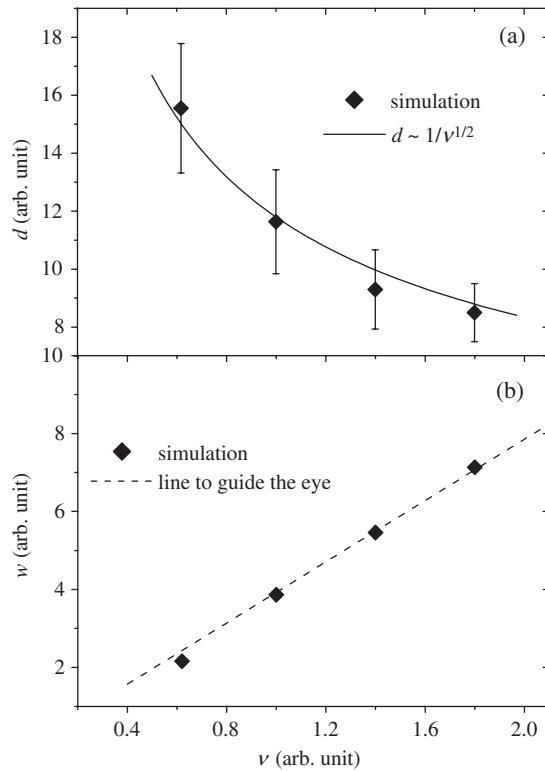 18
(a)
16
simulation
d ~ 1/ν^{1/2}
14
d (arb. unit)
12
10
8
10
(b)
8
simulation
line to guide the eye
6
w (arb. unit)
4
2
0.4 0.8 1.2 1.6 2.0
ν (arb. unit)